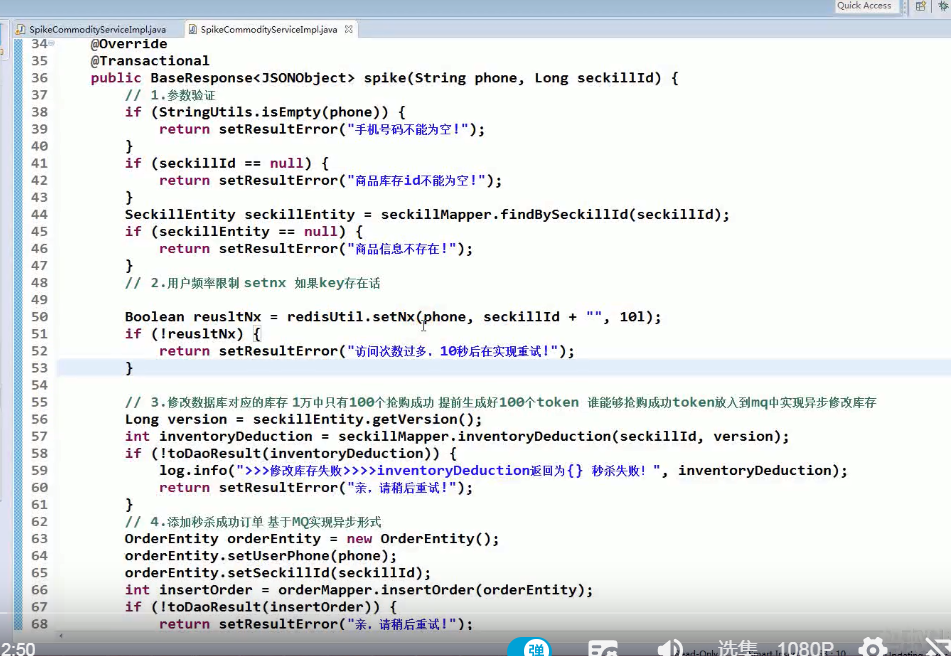 Quick Access
SpikeCommodityServiceImpl.java
SpikeCommodityServiceImpl.java
34 @Override
35 @Transactional
36 public BaseResponse<JSONObject> spike(String phone, Long seckillId) {
37 // 1.参数验证
38 if (StringUtils.isEmpty(phone)) {
39 return setResultError("手机号码不能为空!");
40 }
41 if (seckillId == null) {
42 return setResultError("商品库存id不能为空!");
43 }
44 SeckillEntity seckillEntity = seckillMapper.findBySeckillId(seckillId);
45 if (seckillEntity == null) {
46 return setResultError("商品信息不存在!");
47 }
48 // 2.用户频率限制 setnx 如果key存在话
49
50 Boolean reusltNx = redisUtil.setNx(phone, seckillId + "", 10l);
51 if (!reusltNx) {
52 return setResultError("访问次数过多，10秒后在实现重试!");
53 }
54
55 // 3.修改数据库对应的库存 1万中只有100个抢购成功 提前生成好100个token 谁能够抢购成功token放入到mq中实现异步修改库存
56 Long version = seckillEntity.getVersion();
57 int inventoryDeduction = seckillMapper.inventoryDeduction(seckillId, version);
58 if (!toDaoResult(inventoryDeduction)) {
59 log.info(">>>修改库存失败>>>>inventoryDeduction返回为{} 秒杀失败！", inventoryDeduction);
60 return setResultError("亲，请稍后重试!");
61 }
62 // 4.添加秒杀成功订单 基于MQ实现异步形式
63 OrderEntity orderEntity = new OrderEntity();
64 orderEntity.setUserPhone(phone);
65 orderEntity.setSeckillId(seckillId);
66 int insertOrder = orderMapper.insertOrder(orderEntity);
67 if (!toDaoResult(insertOrder)) {
68 return setResultError("亲，请稍后重试!");
2:50 弹 选集 1080P